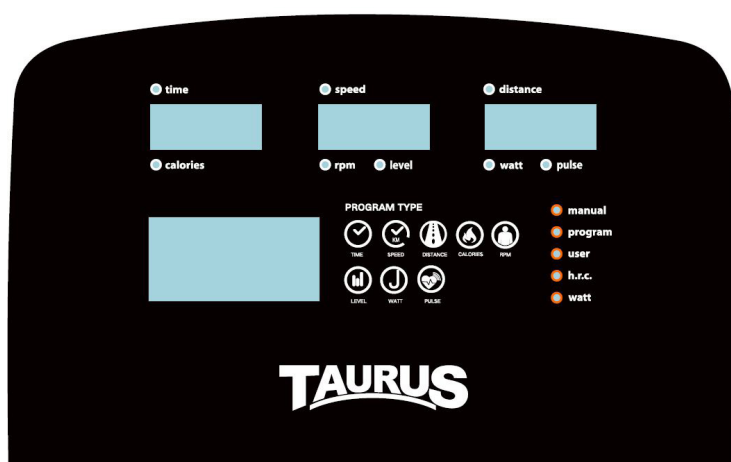 time speed distance
calories rpm level watt pulse
PROGRAM TYPE
KM
TIME SPEED DISTANCE CALORIES RPM
LEVEL WATT PULSE
manual
program
user
h.r.c.
watt
TAURUS